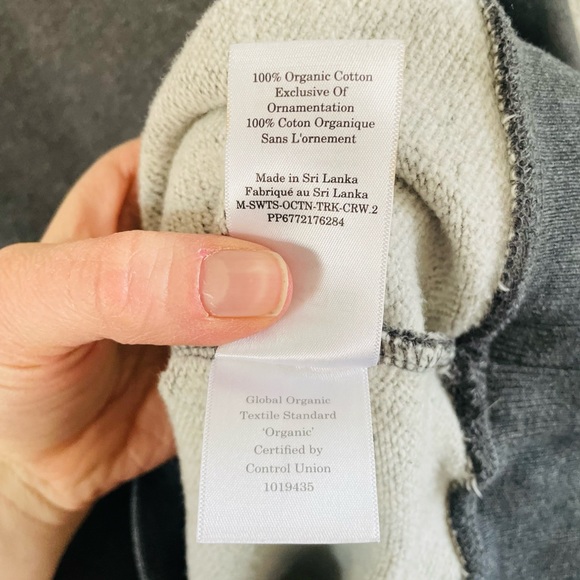 100% Organic Cotton
Exclusive Of
Ornamentation
100% Coton Organique
Sans L'ornement
Made in Sri Lanka
Fabriqué au Sri Lanka
M-SWTS-OCTN-TRK-CRW.2
PP6772176284
Global Organic
Textile Standard
'Organic'
Certified by
Control Union
1019435